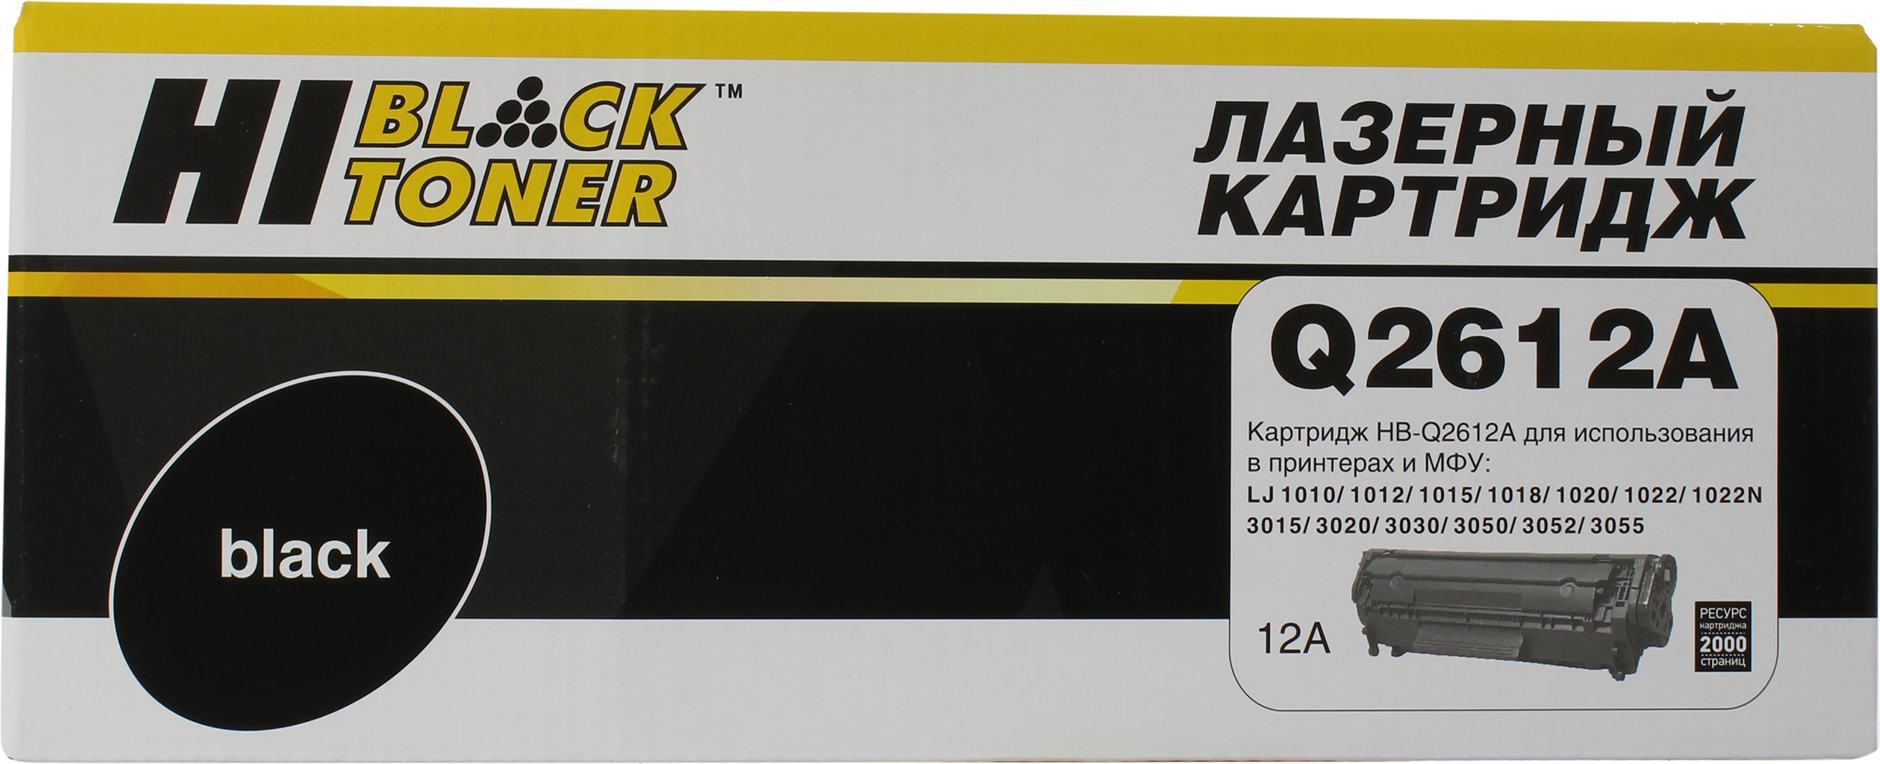 HI BLACK TONER™
ЛАЗЕРНЫЙ
КАРТРИДЖ
Q2612A
Картридж HB-Q2612A для использования
в принтерах и МФУ:
LJ 1010/ 1012/ 1015/ 1018/ 1020/ 1022/ 1022N
3015/ 3020/ 3030/ 3050/ 3052/ 3055
black
12A
РЕСУРС
картриджа
2000
страниц